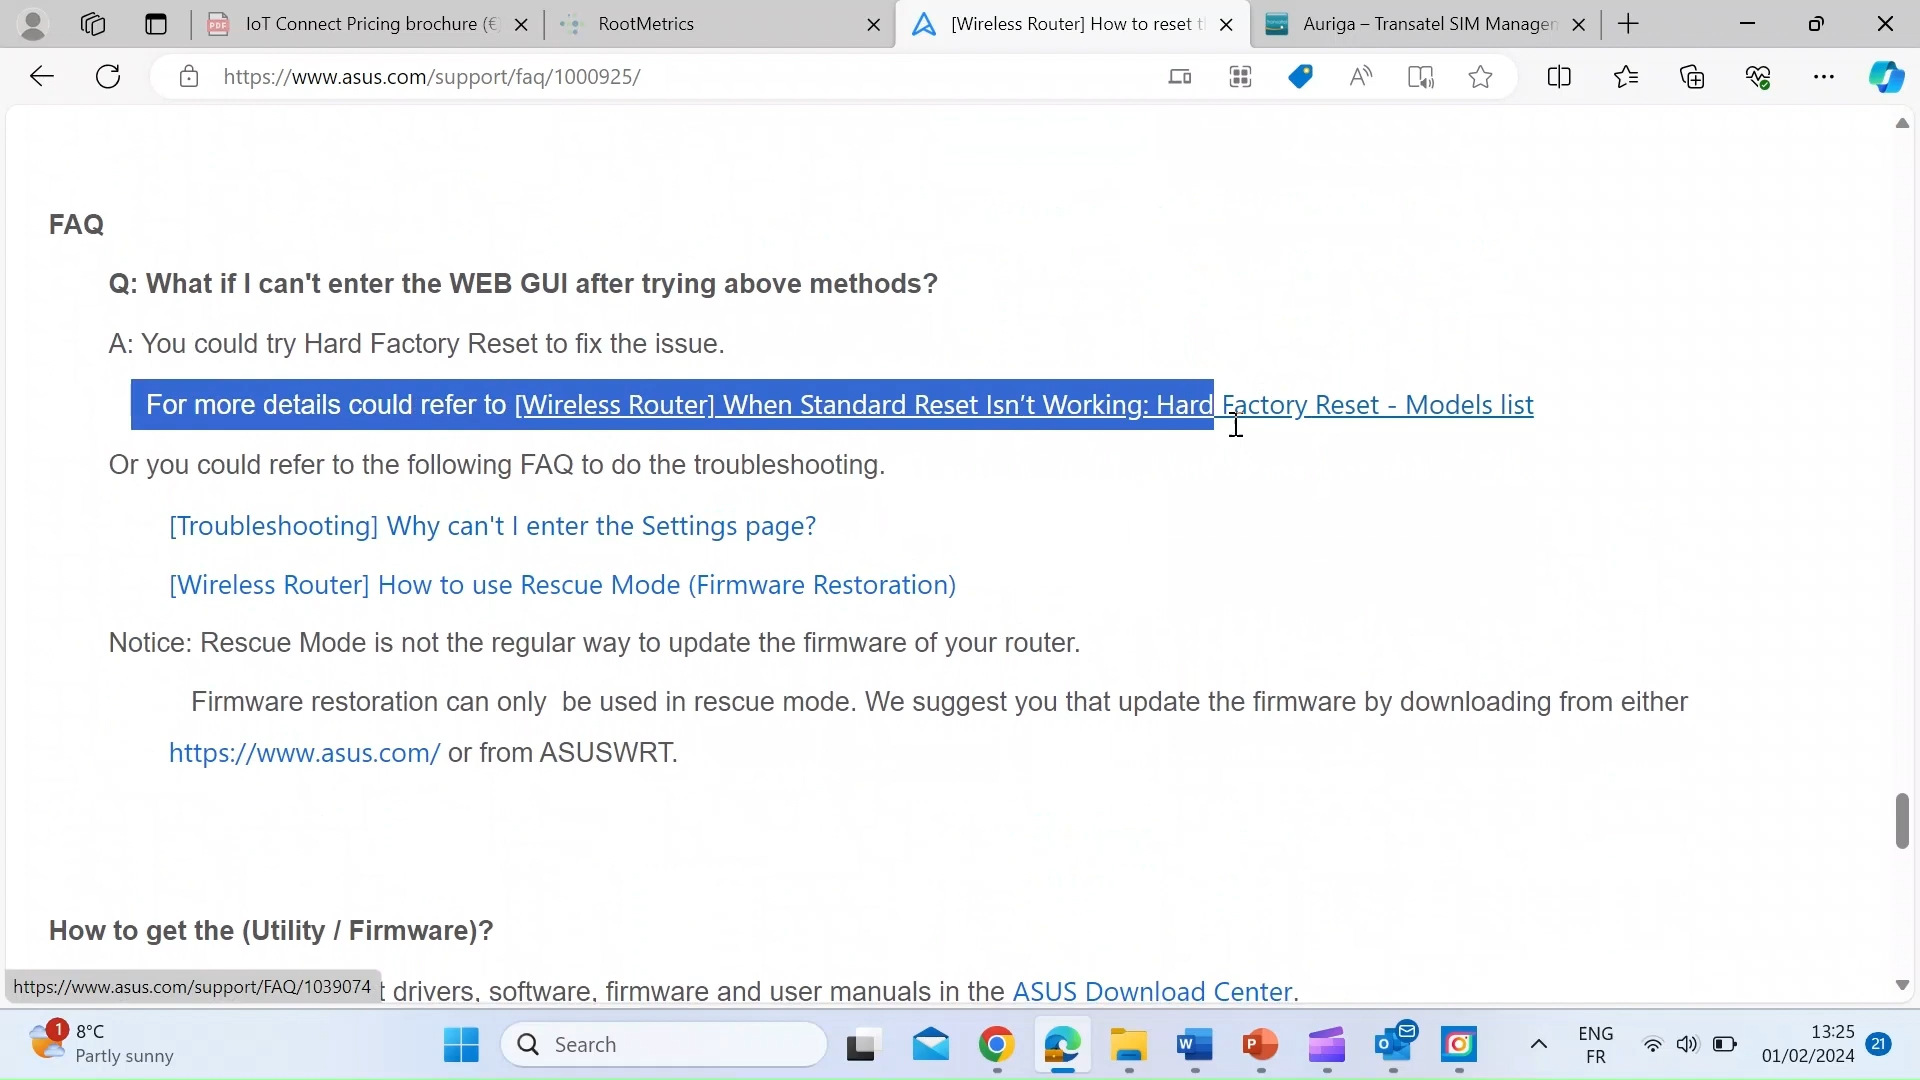 IoT Connect Pricing brochure (€
RootMetrics
[Wireless Router] How to reset t
Auriga – Transatel SIM Managem
https://www.asus.com/support/faq/1000925/
FAQ
Q: What if I can't enter the WEB GUI after trying above methods?
A: You could try Hard Factory Reset to fix the issue.
For more details could refer to [Wireless Router] When Standard Reset Isn’t Working: Hard Factory Reset - Models list
Or you could refer to the following FAQ to do the troubleshooting.
[Troubleshooting] Why can't I enter the Settings page?
[Wireless Router] How to use Rescue Mode (Firmware Restoration)
Notice: Rescue Mode is not the regular way to update the firmware of your router.
Firmware restoration can only  be used in rescue mode. We suggest you that update the firmware by downloading from either
https://www.asus.com/ or from ASUSWRT.
How to get the (Utility / Firmware)?
https://www.asus.com/support/FAQ/1039074
t drivers, software, firmware and user manuals in the ASUS Download Center.
1
8°C
Partly sunny
Search
ENG
FR
13:25
01/02/2024
21